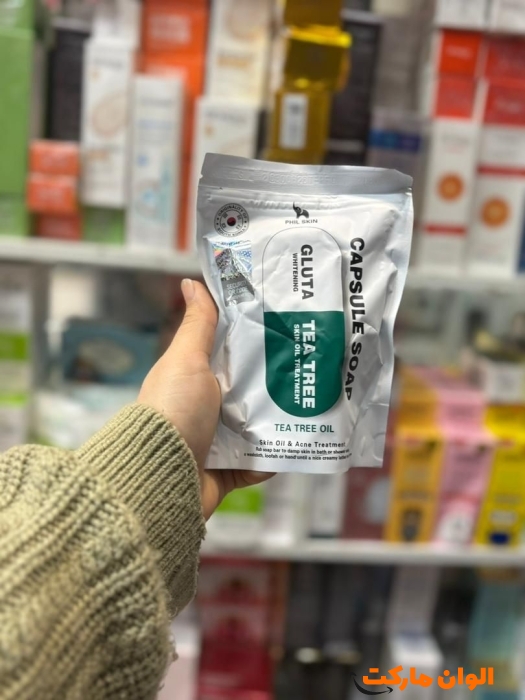 PHIL SKIN
CAPSULE SOAP
GLUTA
WHITENING
TEA TREE
SKIN OIL TREATMENT
TEA TREE OIL
Skin Oil & Acne Treatment
الوان مارکت